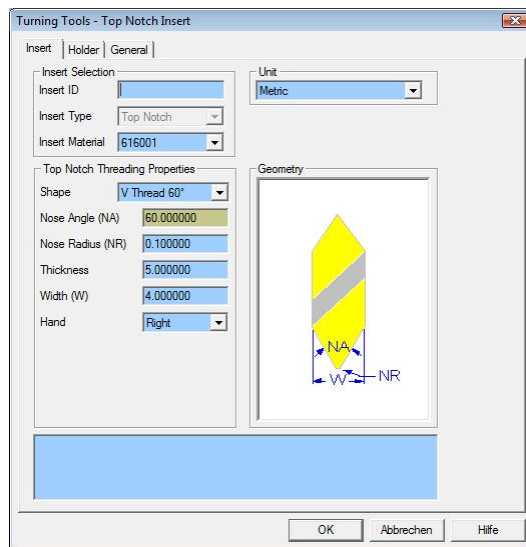 Turning Tools - Top Notch Insert
Insert
Holder
General
Insert Selection
Insert ID
Insert Type
Top Notch
Insert Material
616001
Unit
Metric
Top Notch Threading Properties
Shape
V Thread 60°
Nose Angle (NA)
60.000000
Nose Radius (NR)
0.100000
Thickness
5.000000
Width (W)
4.000000
Hand
Right
Geometry
NA
W
NR
OK
Abbrechen
Hilfe